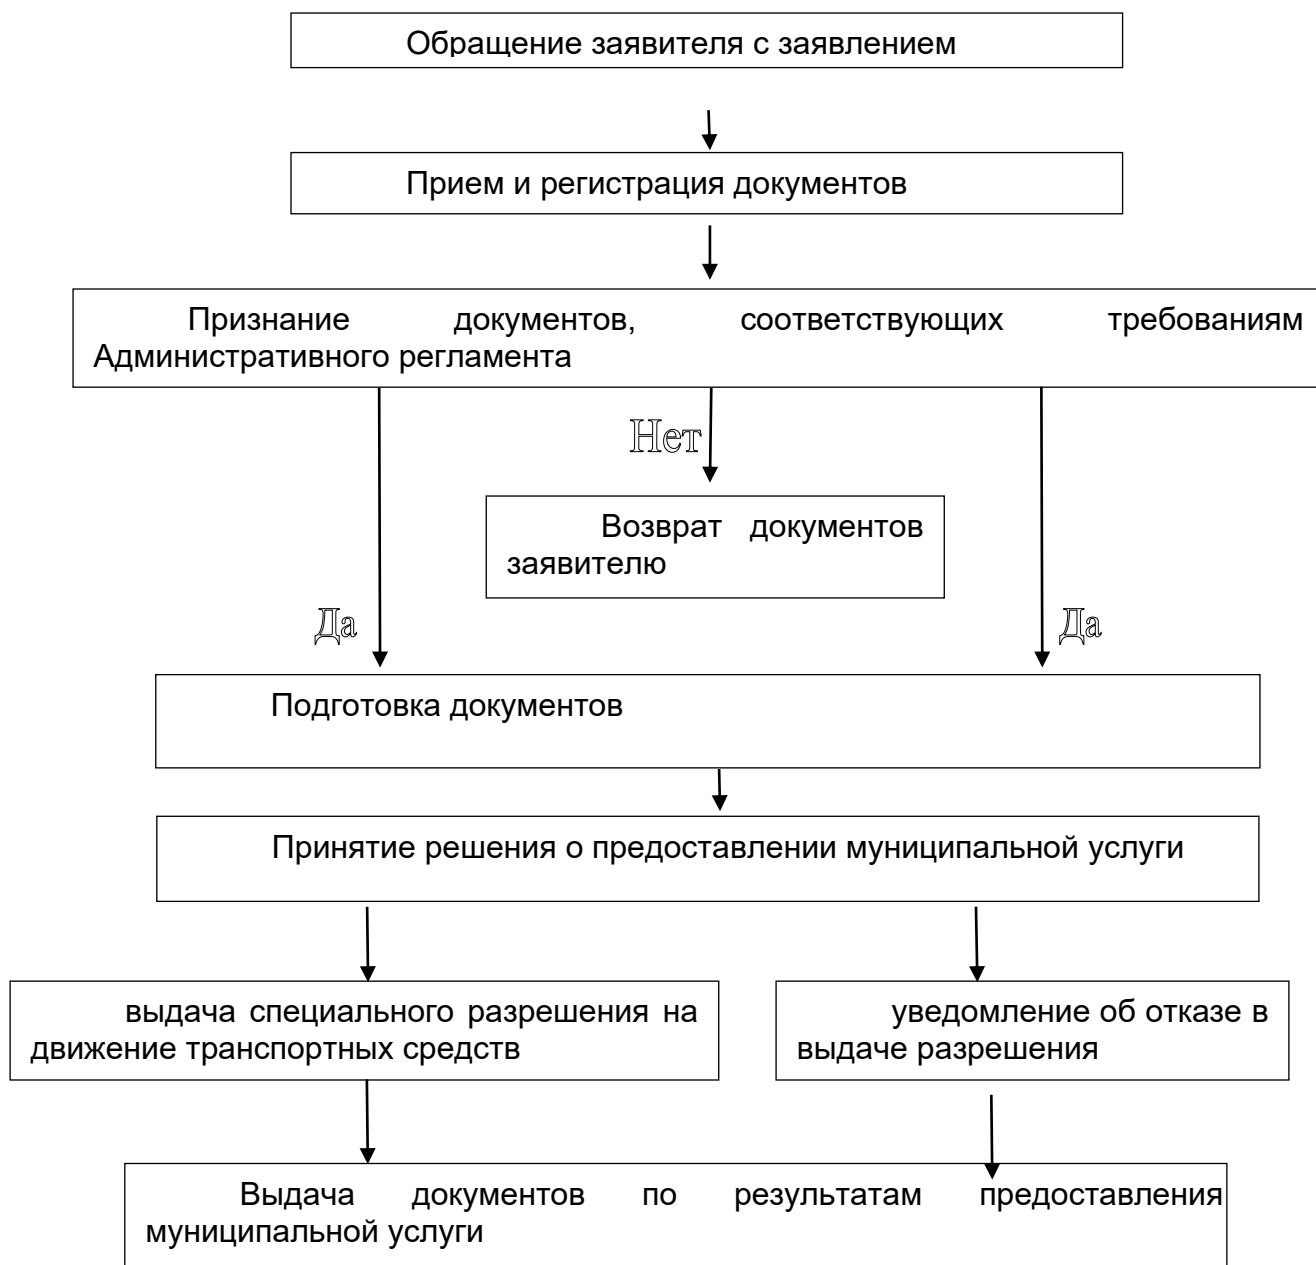 Обращение заявителя с заявлением
Прием и регистрация документов
Признание документов, соответствующих требованиям
Административного регламента
Нет
Возврат документов
заявителю
Да
Да
Подготовка документов
Принятие решения о предоставлении муниципальной услуги
выдача специального разрешения на
движение транспортных средств
уведомление об отказе в
выдаче разрешения
Выдача документов по результатам предоставления
муниципальной услуги